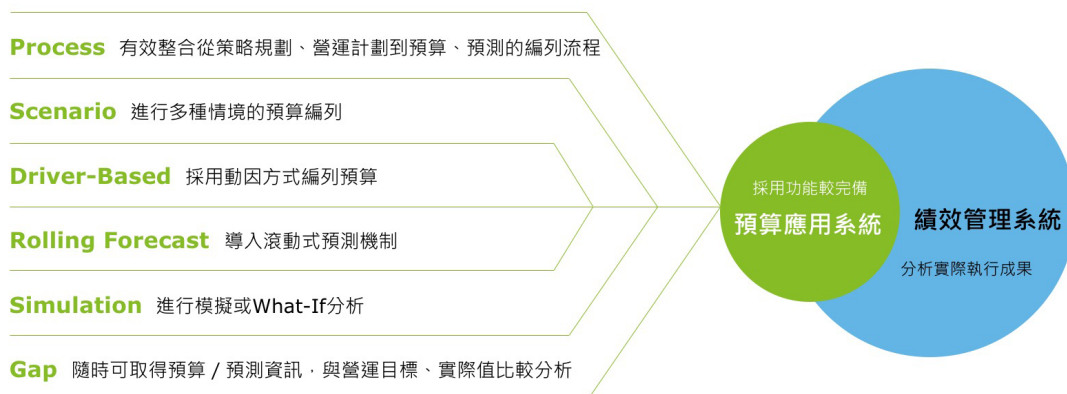 Process 有效整合從策略規劃、營運計劃到預算、預測的編列流程
Scenario 進行多種情境的預算編列
Driver-Based 採用動因方式編列預算
Rolling Forecast 導入滾動式預測機制
Simulation 進行模擬或What-If分析
Gap 隨時可取得預算 / 預測資訊，與營運目標、實際值比較分析
採用功能較完備
預算應用系統
績效管理系統
分析實際執行成果